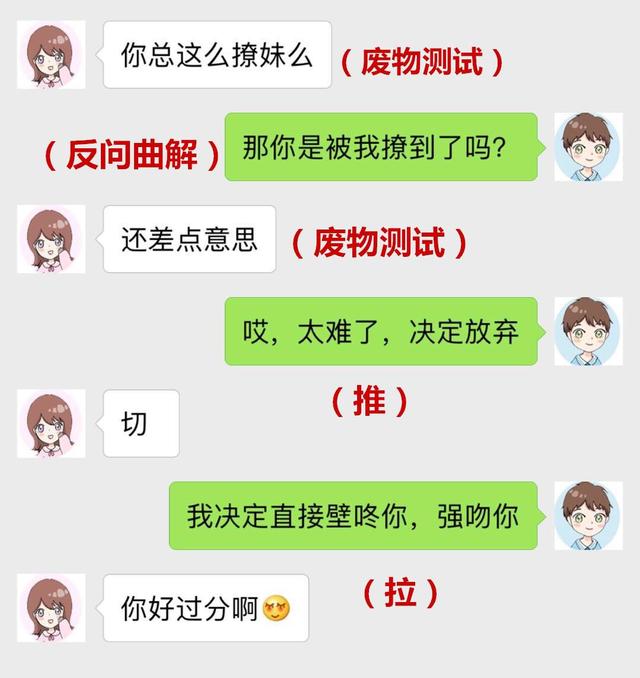 你总这么撩妹么
（废物测试）
（反问曲解）
那你是被我撩到了吗?
还差点意思
（废物测试）
哎，太难了，决定放弃
（推）
切
我决定直接壁咚你，强吻你
（拉）
你好过分啊😍